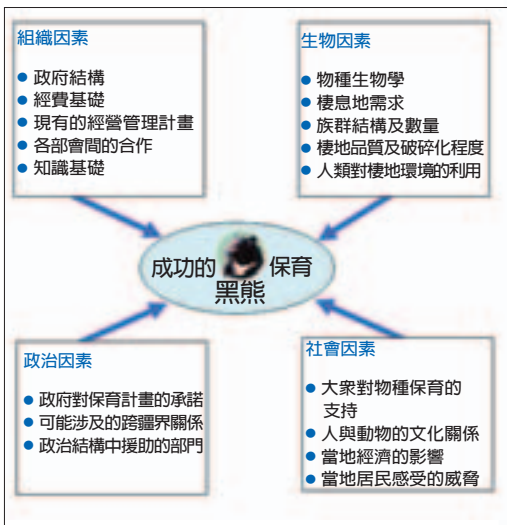 組織因素
● 政府結構
● 經費基礎
● 現有的經營管理計畫
● 各部會間的合作
● 知識基礎
生物因素
● 物種生物學
● 棲息地需求
● 族群結構及數量
● 棲地品質及破碎化程度
● 人類對棲地環境的利用
成功的 保育
黑熊
政治因素
● 政府對保育計畫的承諾
● 可能涉及的跨疆界關係
● 政治結構中援助的部門
社會因素
● 大衆對物種保育的
支持
● 人與動物的文化關係
● 當地經濟的影響
● 當地居民感受的威脅